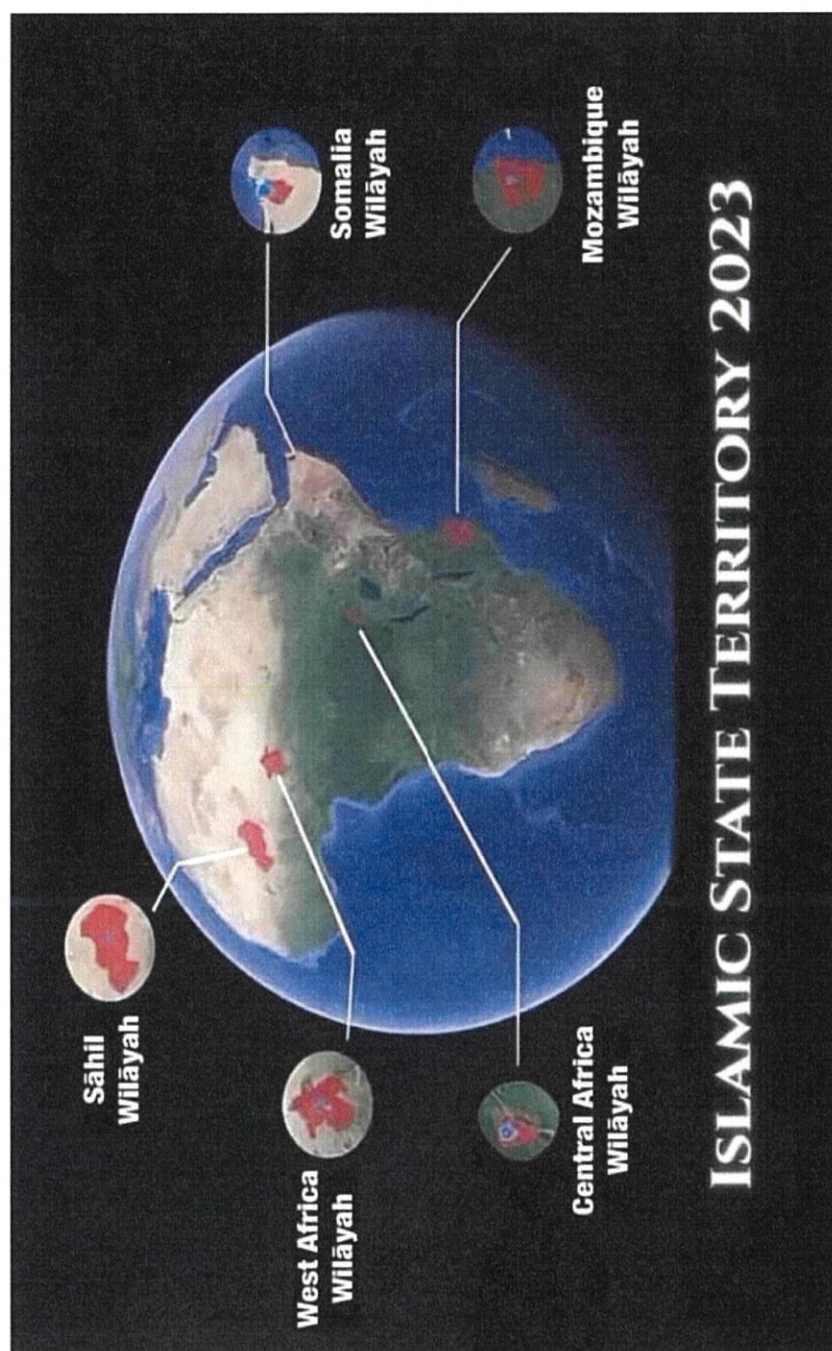 Sāhil
Wilāyah
West Africa
Wilāyah
Central Africa
Wilāyah
Somalia
Wilāyah
Mozambique
Wilāyah
ISLAMIC STATE TERRITORY 2023